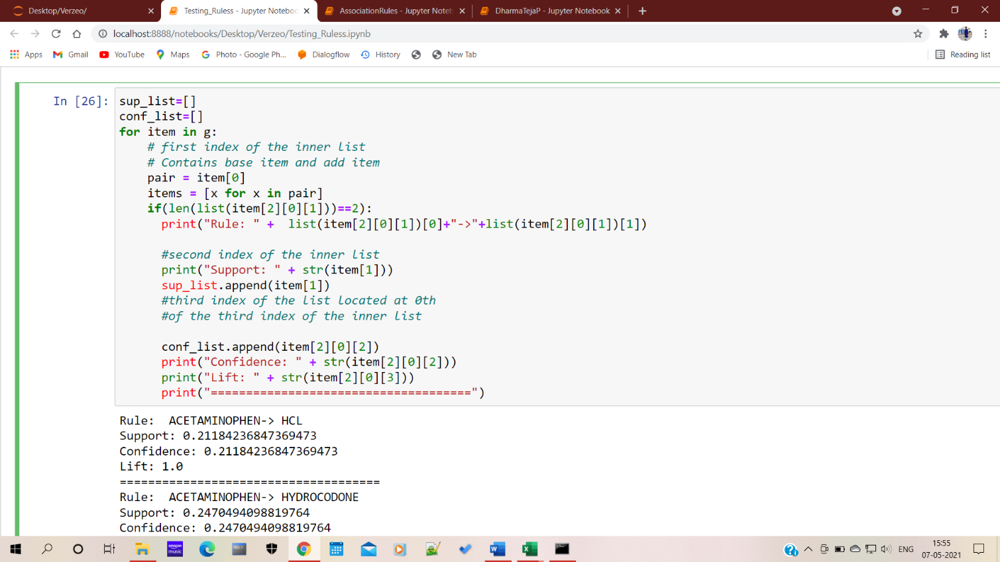 Desktop/Verzeo/
Testing_Ruless - Jupyter Notebook
AssociationRules - Jupyter Noteb
DharmaTejaP - Jupyter Notebook
localhost:8888/notebooks/Desktop/Verzeo/Testing_Ruless.ipynb
Apps Gmail YouTube Maps Photo - Google Ph... Dialogflow History New Tab Reading list
In [26]:
sup_list=[]
conf_list=[]
for item in g:
    # first index of the inner list
    # Contains base item and add item
    pair = item[0]
    items = [x for x in pair]
    if(len(list(item[2][0][1]))==2):
      print("Rule: " +  list(item[2][0][1])[0]+"->"+list(item[2][0][1])[1])
      #second index of the inner list
      print("Support: " + str(item[1]))
      sup_list.append(item[1])
      #third index of the list located at 0th
      #of the third index of the inner list
      conf_list.append(item[2][0][2])
      print("Confidence: " + str(item[2][0][2]))
      print("Lift: " + str(item[2][0][3]))
      print("=====================================")
Rule:  ACETAMINOPHEN-> HCL
Support: 0.21184236847369473
Confidence: 0.21184236847369473
Lift: 1.0
=====================================
Rule:  ACETAMINOPHEN-> HYDROCODONE
Support: 0.2470494098819764
Confidence: 0.2470494098819764
amazon music
ENG
15:55
07-05-2021